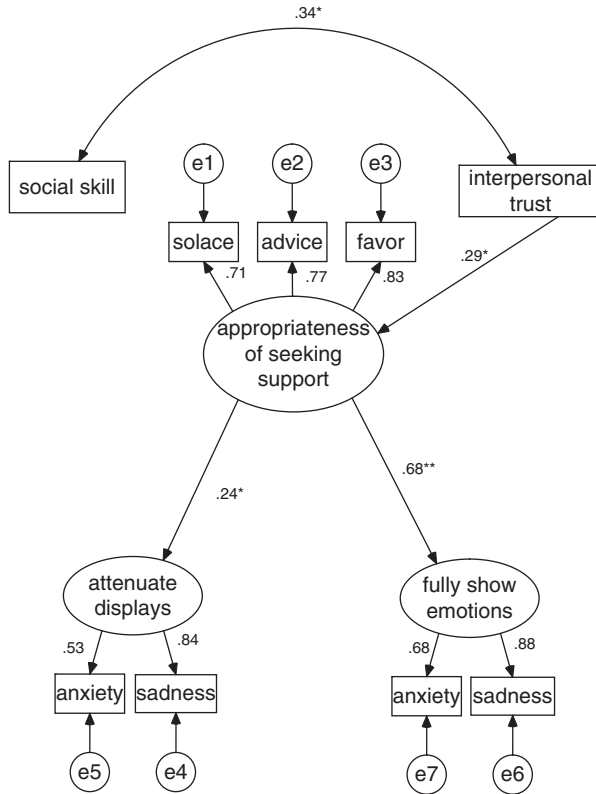 .34*
e1
e2
e3
social skill
interpersonal
trust
solace
advice
favor
.71
.77
.83
.29*
appropriateness
of seeking
support
.24*
.68**
attenuate
displays
fully show
emotions
.53
.84
.68
.88
anxiety
sadness
anxiety
sadness
e5
e4
e7
e6